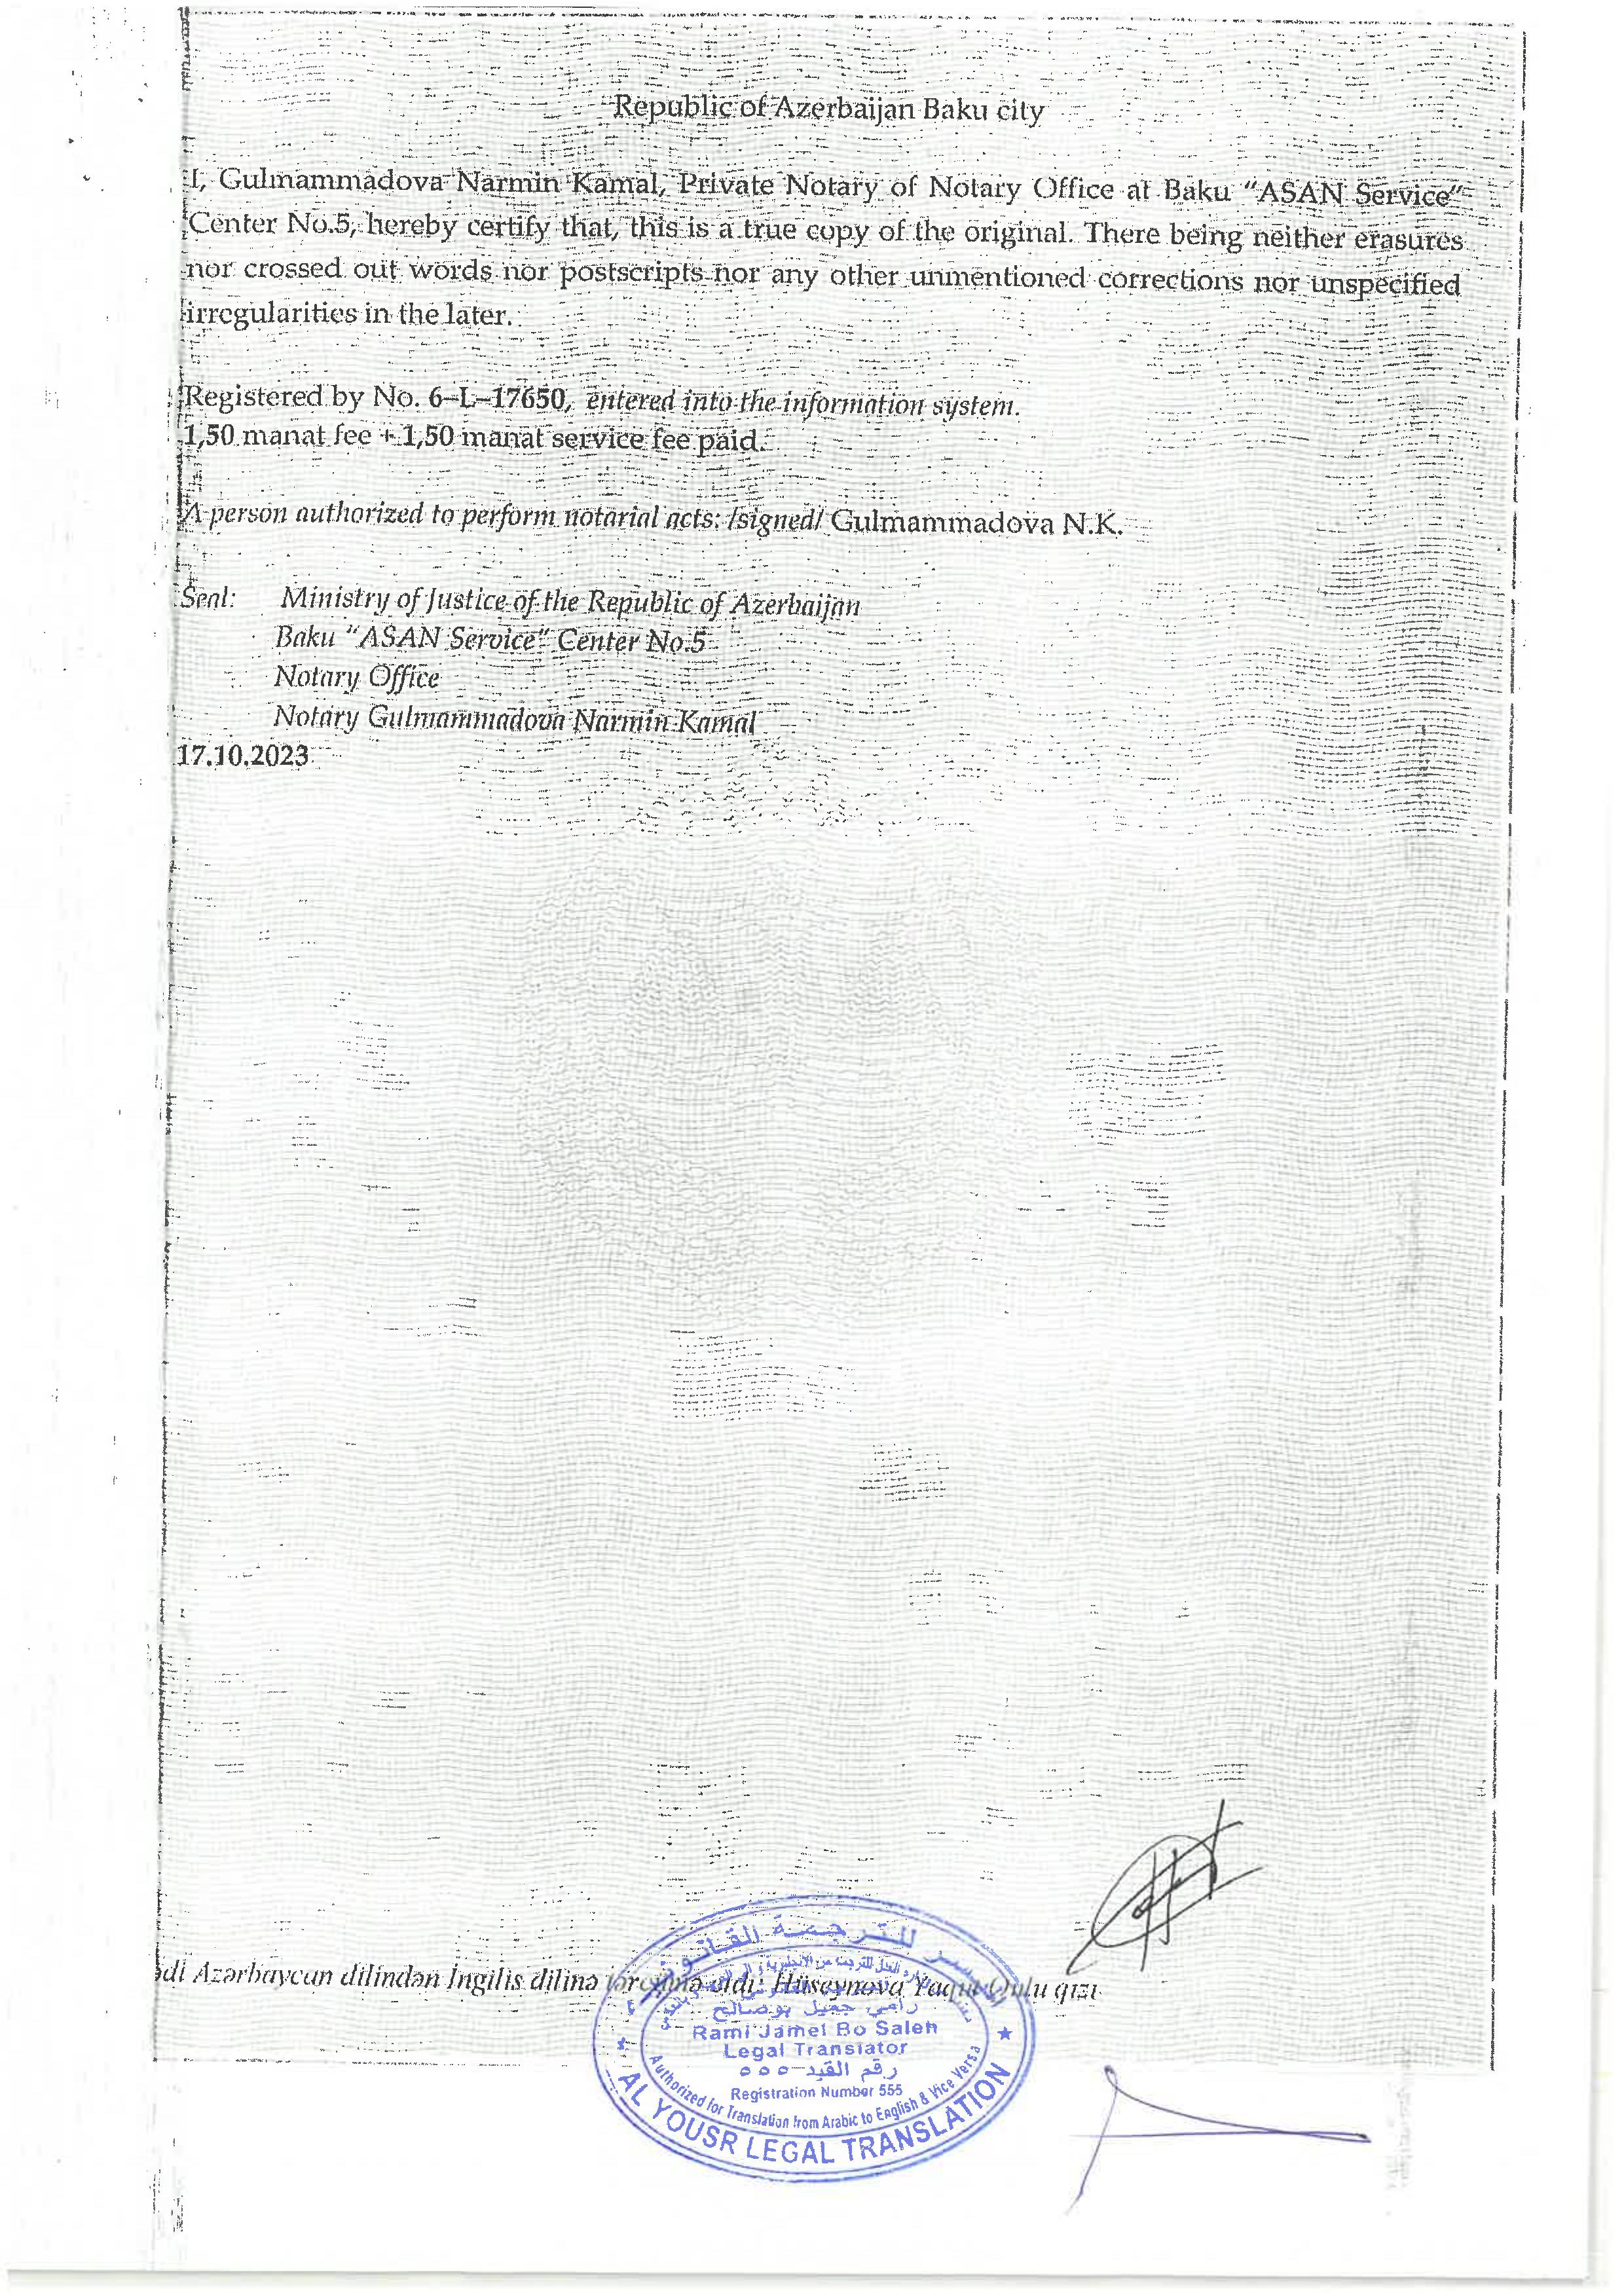 Republic of Azerbaijan Baku city
I, Gulmammadova Narmin Kamal, Private Notary of Notary Office at Baku “ASAN Service”
Center No.5, hereby certify that, this is a true copy of the original. There being neither erasures
nor crossed out words nor postscripts nor any other unmentioned corrections nor unspecified
irregularities in the later.
Registered by No. 6–L–17650, entered into the information system.
1,50 manat fee + 1,50 manat service fee paid.
A person authorized to perform notarial acts: /signed/ Gulmammadova N.K.
Seal: Ministry of Justice of the Republic of Azerbaijan
Baku “ASAN Service” Center No.5
Notary Office
Notary Gulmammadova Narmin Kamal
17.10.2023
Azərbaycan dilindən İngilis dilinə tərcümə etdi: Hüseynova Yaqut Qulu qızı
اليسر للترجمة القانونية
رامي جميل بوصالح
Rami Jamel Bo Saleh
Legal Translator
رقم القيد-٥٥٥
Registration Number 555
Authorized for Translation from Arabic to English & Vice Versa
AL YOUSR LEGAL TRANSLATION